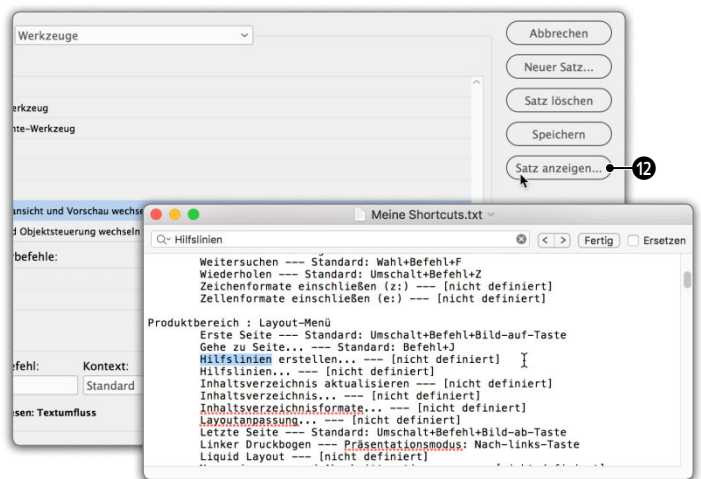 Werkzeuge
Abbrechen
Neuer Satz...
Satz löschen
Speichern
Satz anzeigen...
12
erkzeug
te-Werkzeug
ansicht und Vorschau wechse
d Objektsteuerung wechseln
befehle:
efehl:
Kontext:
Standard
sen: Textumfluss
Meine Shortcuts.txt
Hilfslinien
Fertig
Ersetzen
Weitersuchen --- Standard: Wahl+Befehl+F
Wiederholen --- Standard: Umschalt+Befehl+Z
Zeichenformate einschließen (z:) --- [nicht definiert]
Zellenformate einschließen (e:) --- [nicht definiert]
Produktbereich : Layout-Menü
Erste Seite --- Standard: Umschalt+Befehl+Bild-auf-Taste
Gehe zu Seite... --- Standard: Befehl+J
Hilfslinien erstellen... --- [nicht definiert]
Hilfslinien... --- [nicht definiert]
Inhaltsverzeichnis aktualisieren --- [nicht definiert]
Inhaltsverzeichnis... --- [nicht definiert]
Inhaltsverzeichnisformate... --- [nicht definiert]
Layoutanpassung... --- [nicht definiert]
Letzte Seite --- Standard: Umschalt+Befehl+Bild-ab-Taste
Linker Druckbogen --- Präsentationsmodus: Nach-links-Taste
Liquid Layout --- [nicht definiert]